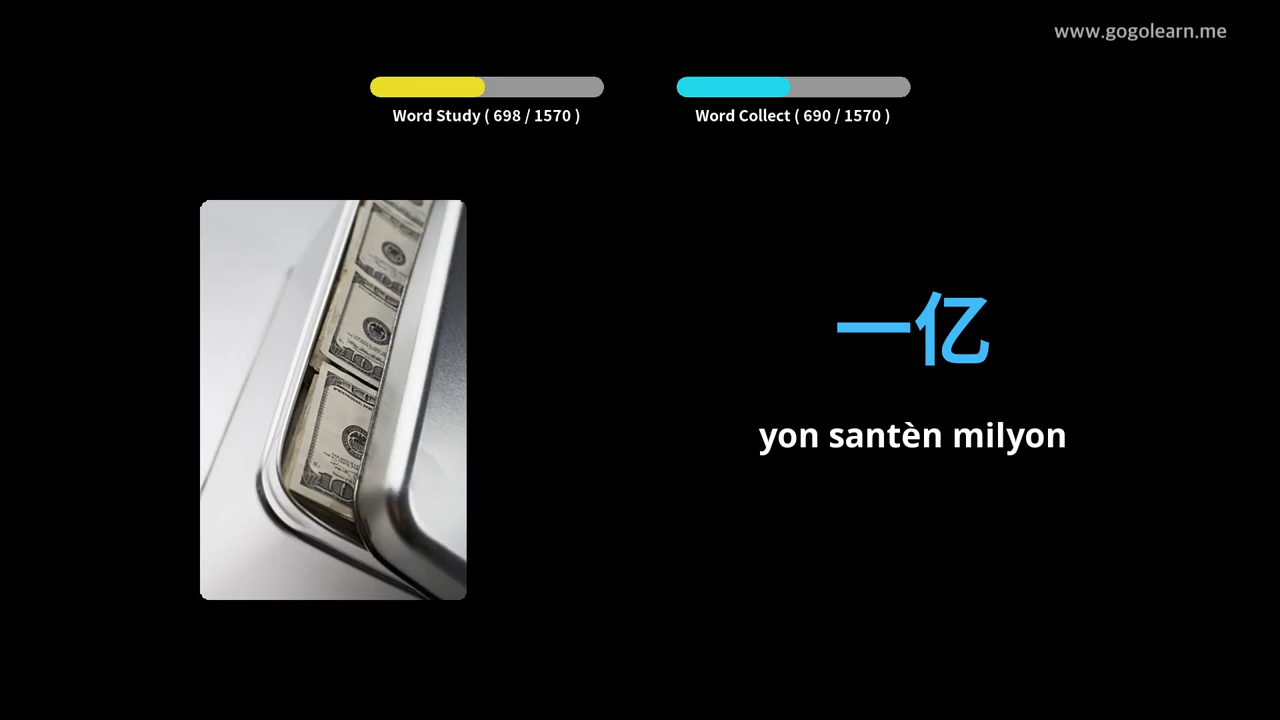 www.gogolearn.me
Word Study ( 698 / 1570 )
Word Collect ( 690 / 1570 )
一亿
yon santèn milyon